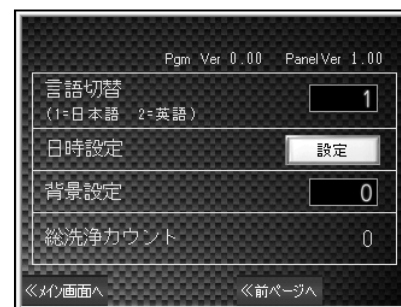 Pgm Ver 0.00 Panel Ver 1.00
言語切替 1
(1=日本語 2=英語)
日時設定 設定
背景設定 0
総洗浄カウント 0
≪メイン画面へ ≪前ページへ